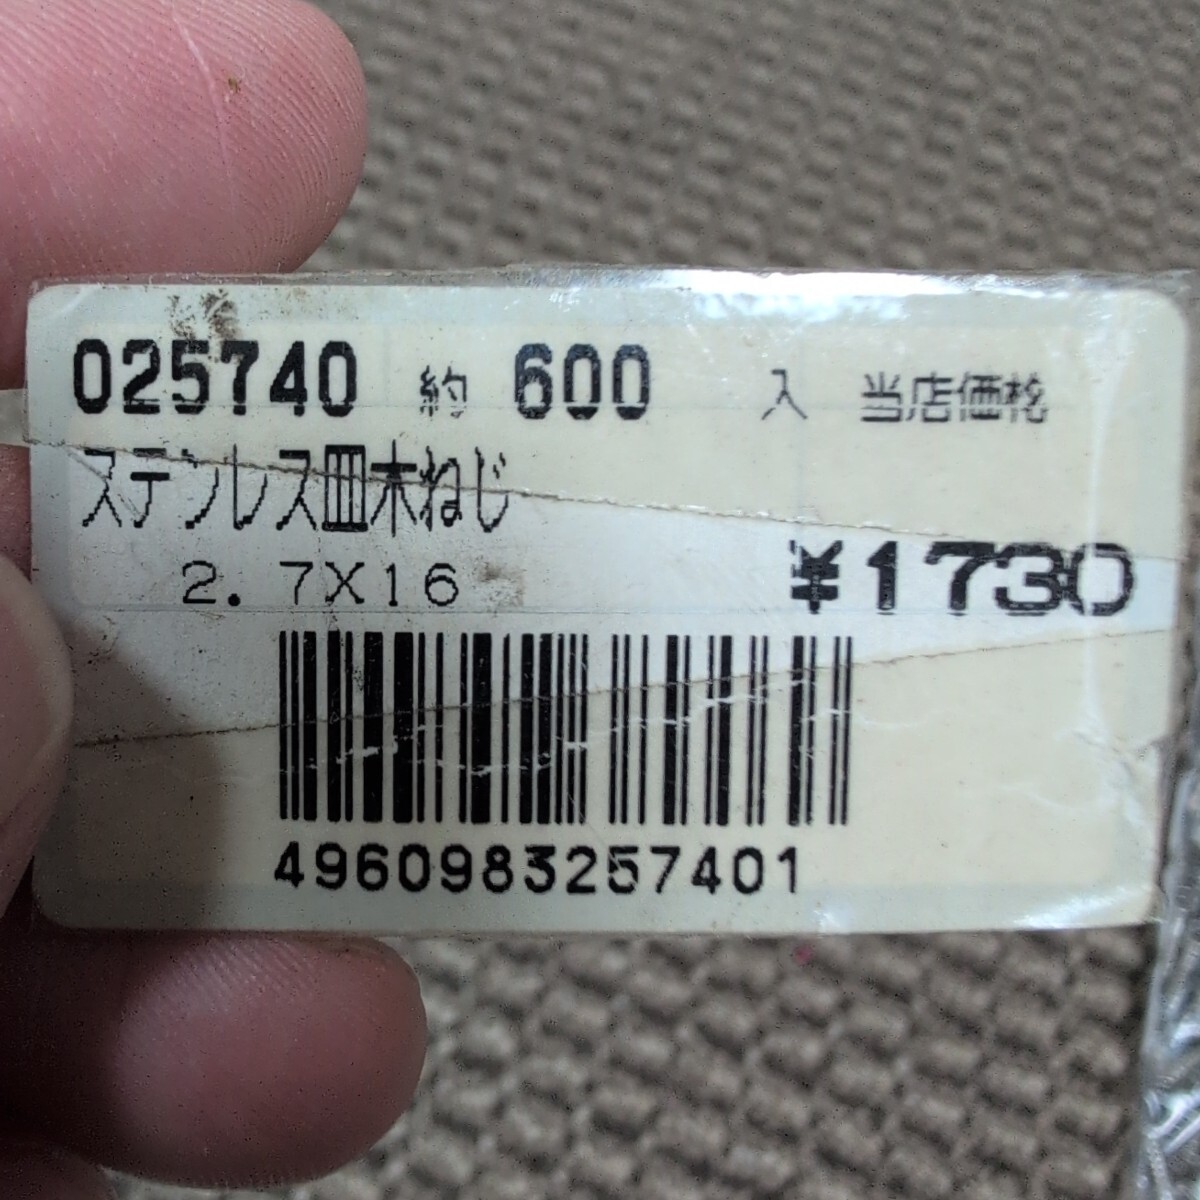 025740 約 600 入 当店価格
ステンレス皿木ねじ
2.7X16 ¥1730
4960983257401